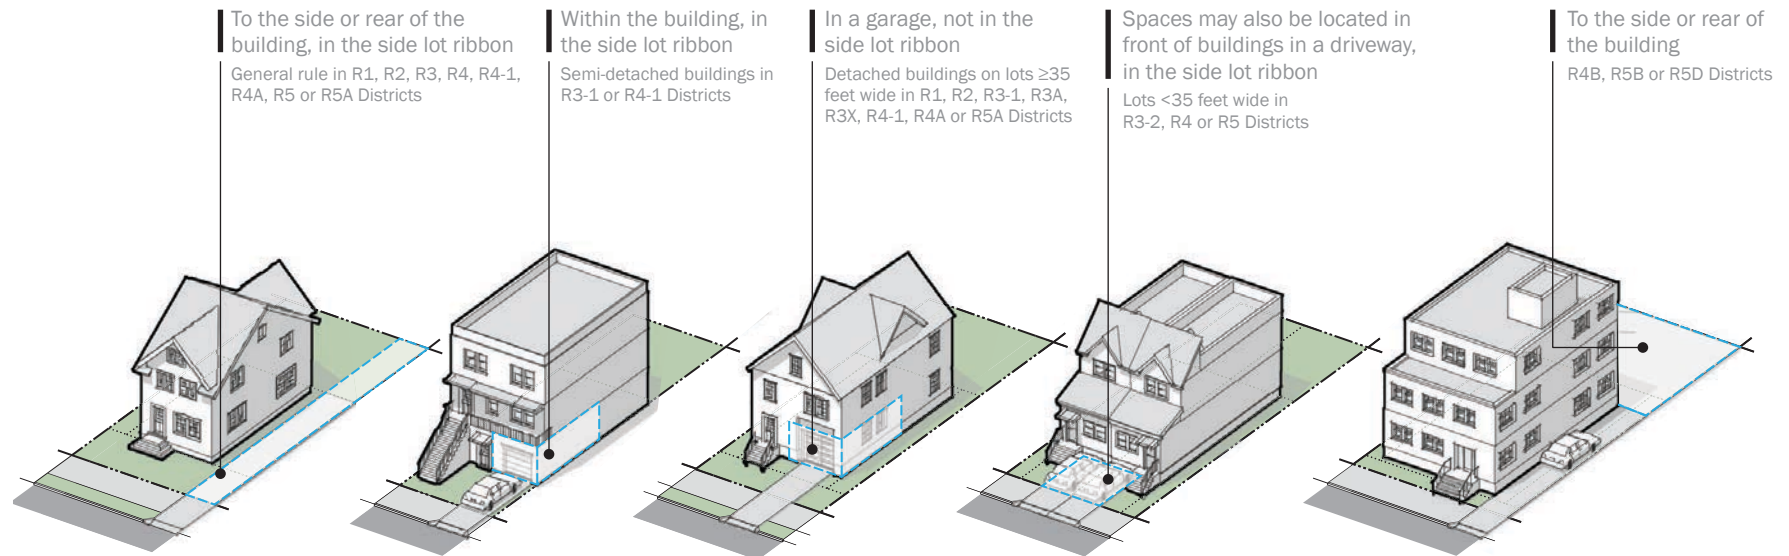 To the side or rear of the
building, in the side lot ribbon
General rule in R1, R2, R3, R4, R4-1,
R4A, R5 or R5A Districts
Within the building, in
the side lot ribbon
Semi-detached buildings in
R3-1 or R4-1 Districts
In a garage, not in the
side lot ribbon
Detached buildings on lots ≥35
feet wide in R1, R2, R3-1, R3A,
R3X, R4-1, R4A or R5A Districts
Spaces may also be located in
front of buildings in a driveway,
in the side lot ribbon
Lots <35 feet wide in
R3-2, R4 or R5 Districts
To the side or rear of
the building
R4B, R5B or R5D Districts